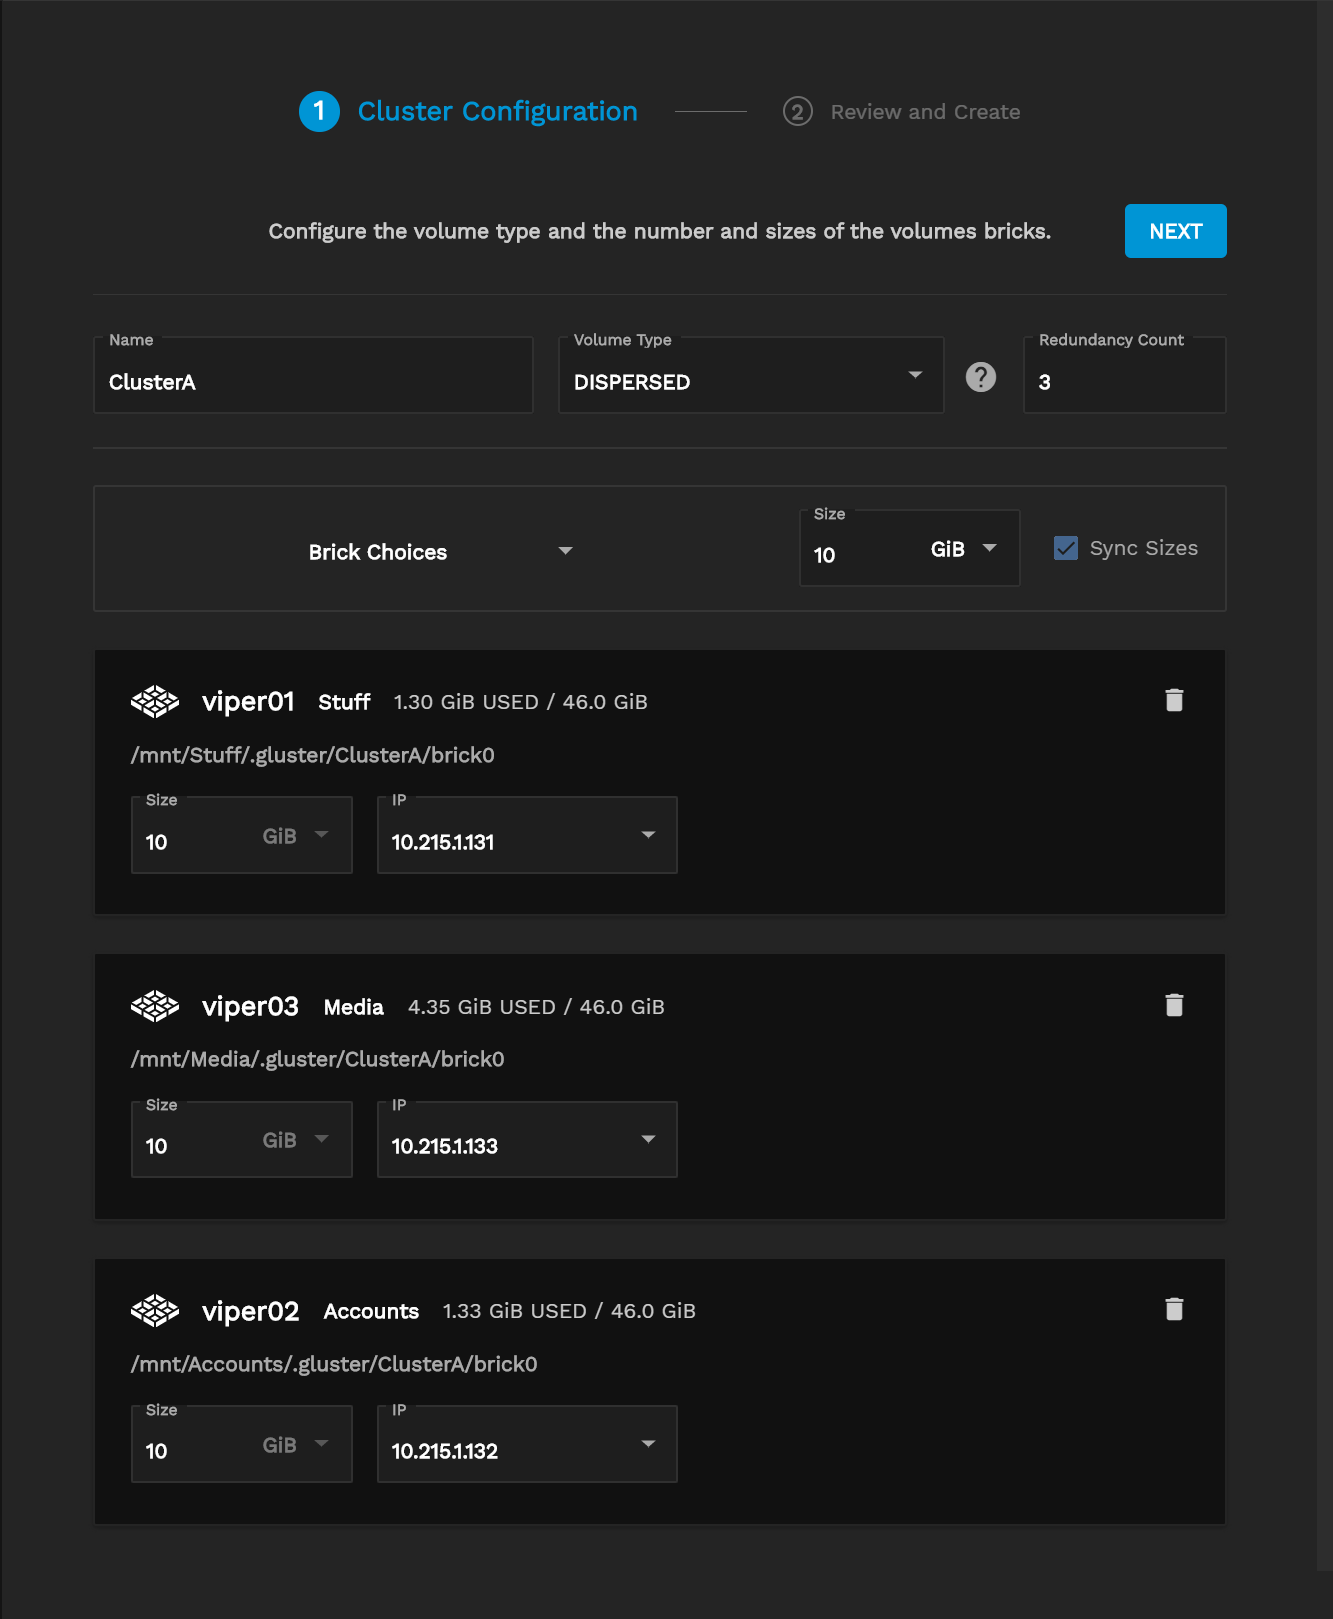 1 Cluster Configuration 2 Review and Create
Configure the volume type and the number and sizes of the volumes bricks. NEXT
Name Volume Type Redundancy Count
ClusterA DISPERSED ? 3
Size
Brick Choices 10 GiB Sync Sizes
viper01 Stuff 1.30 GiB USED / 46.0 GiB
/mnt/Stuff/.gluster/ClusterA/brick0
Size IP
10 GiB 10.215.1.131
viper03 Media 4.35 GiB USED / 46.0 GiB
/mnt/Media/.gluster/ClusterA/brick0
Size IP
10 GiB 10.215.1.133
viper02 Accounts 1.33 GiB USED / 46.0 GiB
/mnt/Accounts/.gluster/ClusterA/brick0
Size IP
10 GiB 10.215.1.132